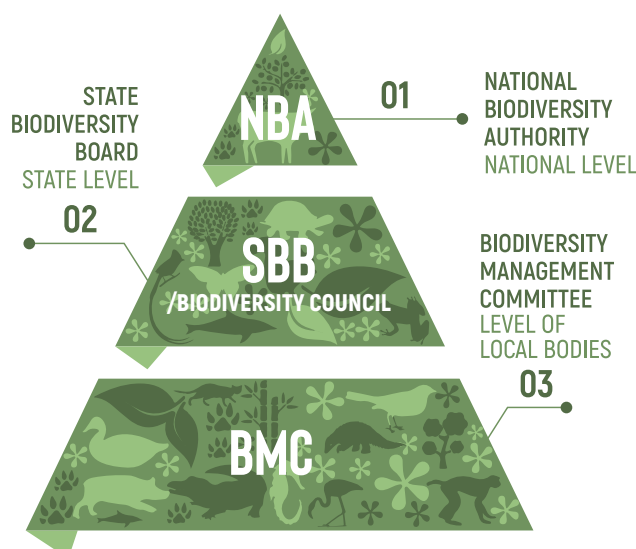 NBA
01
NATIONAL
BIODIVERSITY
AUTHORITY
NATIONAL LEVEL
STATE
BIODIVERSITY
BOARD
STATE LEVEL
02
SBB
/BIODIVERSITY COUNCIL
BIODIVERSITY
MANAGEMENT
COMMITTEE
LEVEL OF
LOCAL BODIES
03
BMC